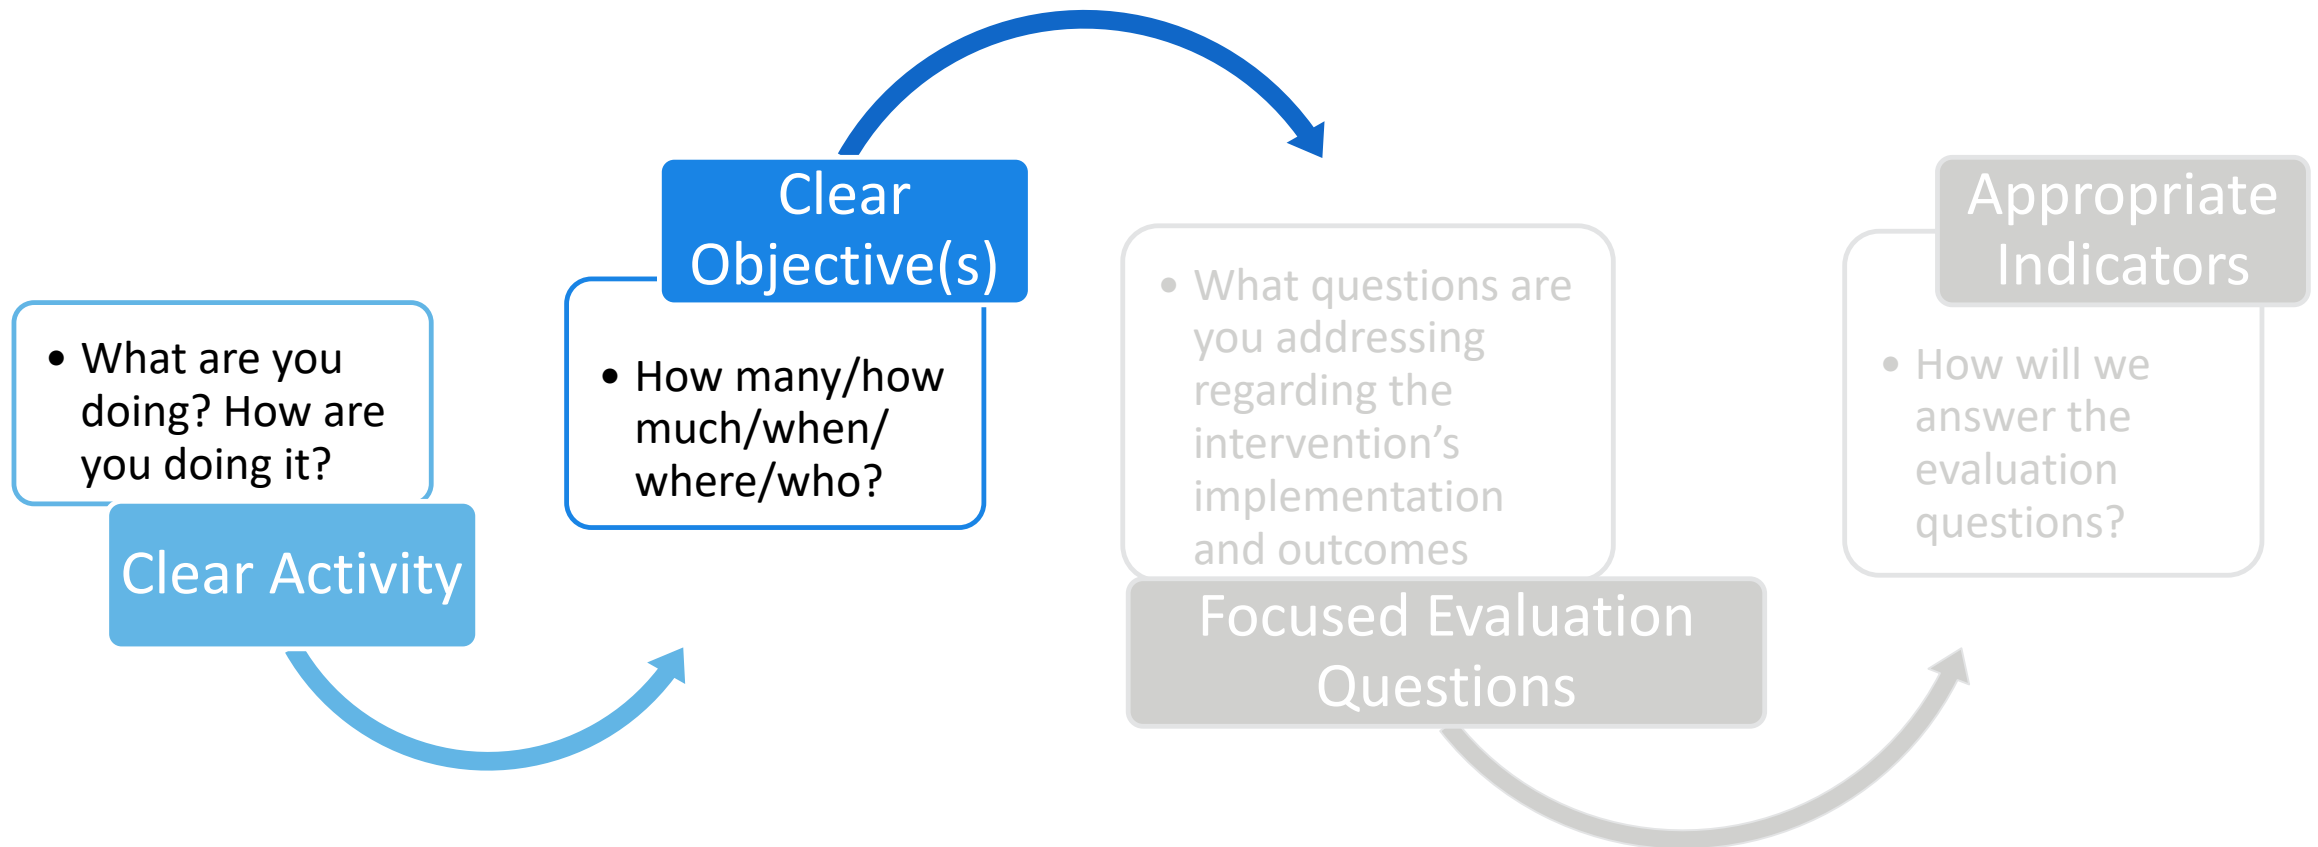 • What are you
doing? How are
you doing it?
Clear Activity
Clear
Objective(s)
• How many/how
much/when/
where/who?
• What questions are
you addressing
regarding the
intervention’s
implementation
and outcomes
Focused Evaluation
Questions
Appropriate
Indicators
• How will we
answer the
evaluation
questions?